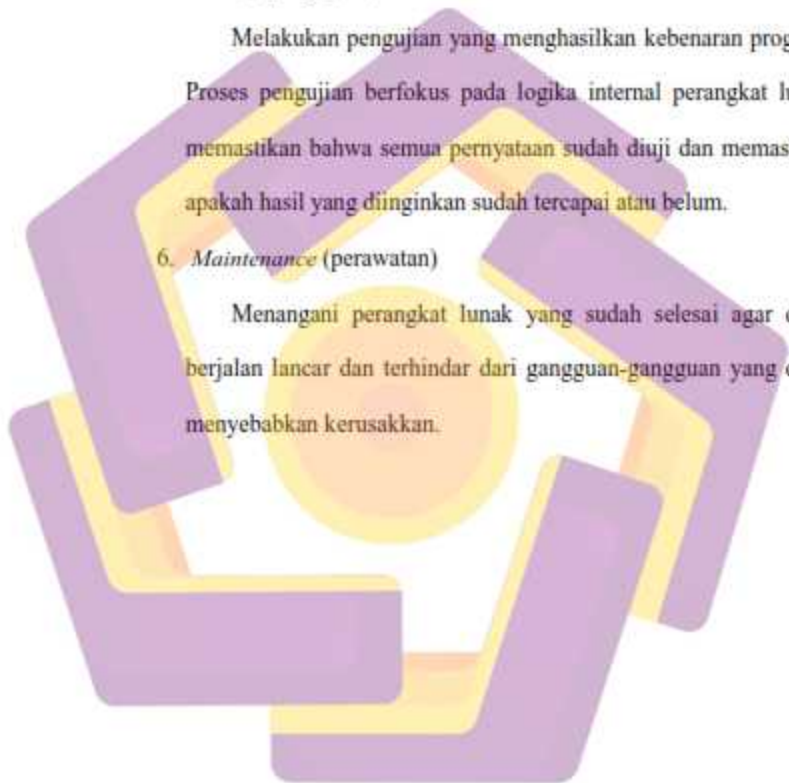 Melakukan pengujian yang menghasilkan kebenaran prog
Proses pengujian berfokus pada logika internal perangkat l
memastikan bahwa semua pernyataan sudah diuji dan memas
apakah hasil yang diinginkan sudah tercapai atau belum.
6. Maintenance (perawatan)
Menangani perangkat lunak yang sudah selesai agar
berjalan lancar dan terhindar dari gangguan-gangguan yang
menyebabkan kerusakkan.